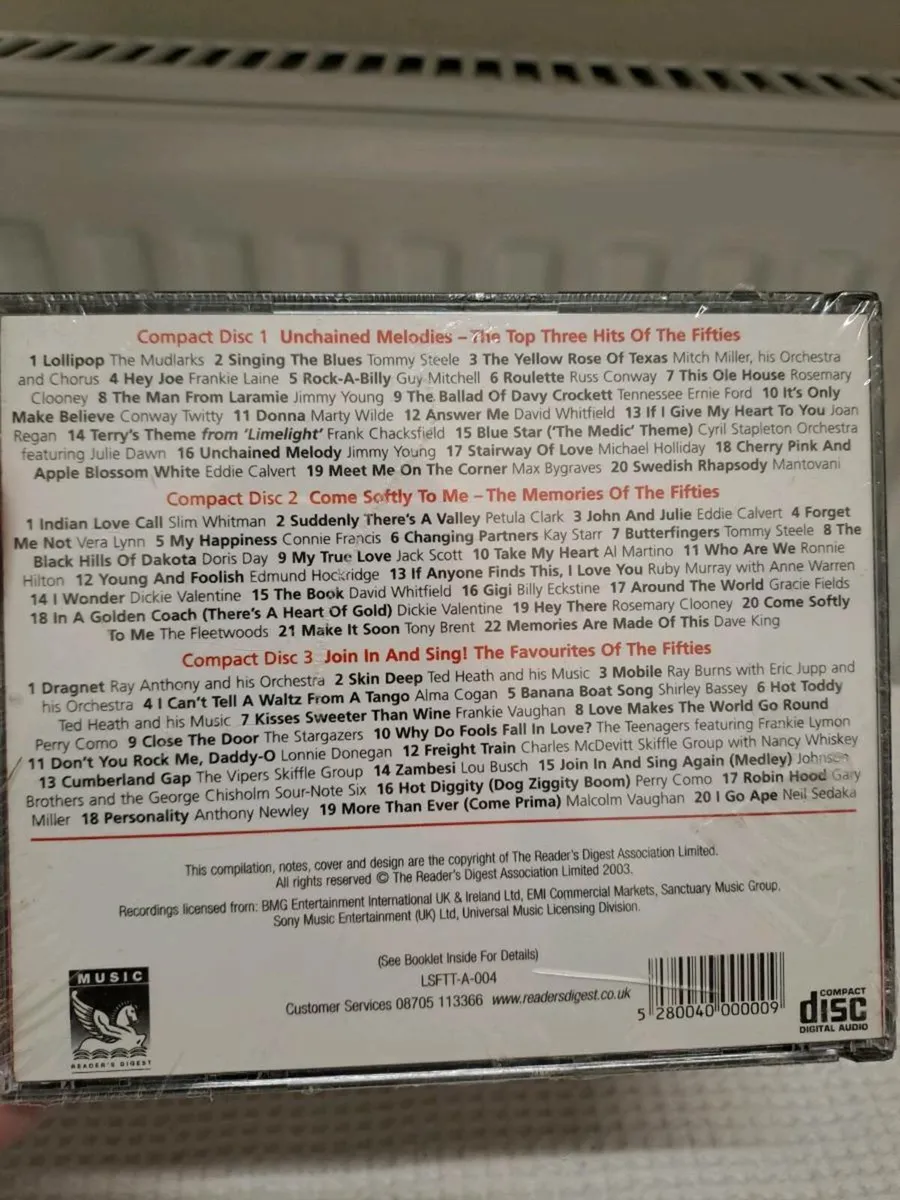 Compact Disc 1 Unchained Melodies – The Top Three Hits Of The Fifties
1 Lollipop The Mudlarks 2 Singing The Blues Tommy Steele 3 The Yellow Rose Of Texas Mitch Miller, his Orchestra
and Chorus 4 Hey Joe Frankie Laine 5 Rock-A-Billy Guy Mitchell 6 Roulette Russ Conway 7 This Ole House Rosemary
Clooney 8 The Man From Laramie Jimmy Young 9 The Ballad Of Davy Crockett Tennessee Ernie Ford 10 It's Only
Make Believe Conway Twitty 11 Donna Marty Wilde 12 Answer Me David Whitfield 13 If I Give My Heart To You Joan
Regan 14 Terry's Theme from 'Limelight' Frank Chacksfield 15 Blue Star ('The Medic' Theme) Cyril Stapleton Orchestra
featuring Julie Dawn 16 Unchained Melody Jimmy Young 17 Stairway Of Love Michael Holliday 18 Cherry Pink And
Apple Blossom White Eddie Calvert 19 Meet Me On The Corner Max Bygraves 20 Swedish Rhapsody Mantovani
Compact Disc 2 Come Softly To Me – The Memories Of The Fifties
1 Indian Love Call Slim Whitman 2 Suddenly There's A Valley Petula Clark 3 John And Julie Eddie Calvert 4 Forget
Me Not Vera Lynn 5 My Happiness Connie Francis 6 Changing Partners Kay Starr 7 Butterfingers Tommy Steele 8 The
Black Hills Of Dakota Doris Day 9 My True Love Jack Scott 10 Take My Heart Al Martino 11 Who Are We Ronnie
Hilton 12 Young And Foolish Edmund Hockridge 13 If Anyone Finds This, I Love You Ruby Murray with Anne Warren
14 I Wonder Dickie Valentine 15 The Book David Whitfield 16 Gigi Billy Eckstine 17 Around The World Gracie Fields
18 In A Golden Coach (There's A Heart Of Gold) Dickie Valentine 19 Hey There Rosemary Clooney 20 Come Softly
To Me The Fleetwoods 21 Make It Soon Tony Brent 22 Memories Are Made Of This Dave King
Compact Disc 3 Join In And Sing! The Favourites Of The Fifties
1 Dragnet Ray Anthony and his Orchestra 2 Skin Deep Ted Heath and his Music 3 Mobile Ray Burns with Eric Jupp and
his Orchestra 4 I Can't Tell A Waltz From A Tango Alma Cogan 5 Banana Boat Song Shirley Bassey 6 Hot Toddy
Ted Heath and his Music 7 Kisses Sweeter Than Wine Frankie Vaughan 8 Love Makes The World Go Round
Perry Como 9 Close The Door The Stargazers 10 Why Do Fools Fall In Love? The Teenagers featuring Frankie Lymon
11 Don't You Rock Me, Daddy-O Lonnie Donegan 12 Freight Train Charles McDevitt Skiffle Group with Nancy Whiskey
13 Cumberland Gap The Vipers Skiffle Group 14 Zambesi Lou Busch 15 Join In And Sing Again (Medley) Johnson
Brothers and the George Chisholm Sour-Note Six 16 Hot Diggity (Dog Ziggity Boom) Perry Como 17 Robin Hood Gary
Miller 18 Personality Anthony Newley 19 More Than Ever (Come Prima) Malcolm Vaughan 20 I Go Ape Neil Sedaka
This compilation, notes, cover and design are the copyright of The Reader's Digest Association Limited.
All rights reserved © The Reader's Digest Association Limited 2003.
Recordings licensed from: BMG Entertainment International UK & Ireland Ltd, EMI Commercial Markets, Sanctuary Music Group,
Sony Music Entertainment (UK) Ltd, Universal Music Licensing Division.
(See Booklet Inside For Details)
LSFTT-A-004
Customer Services 08705 113366 www.readersdigest.co.uk
MUSIC
READER'S DIGEST
5 280040 000009
COMPACT
disc
DIGITAL AUDIO